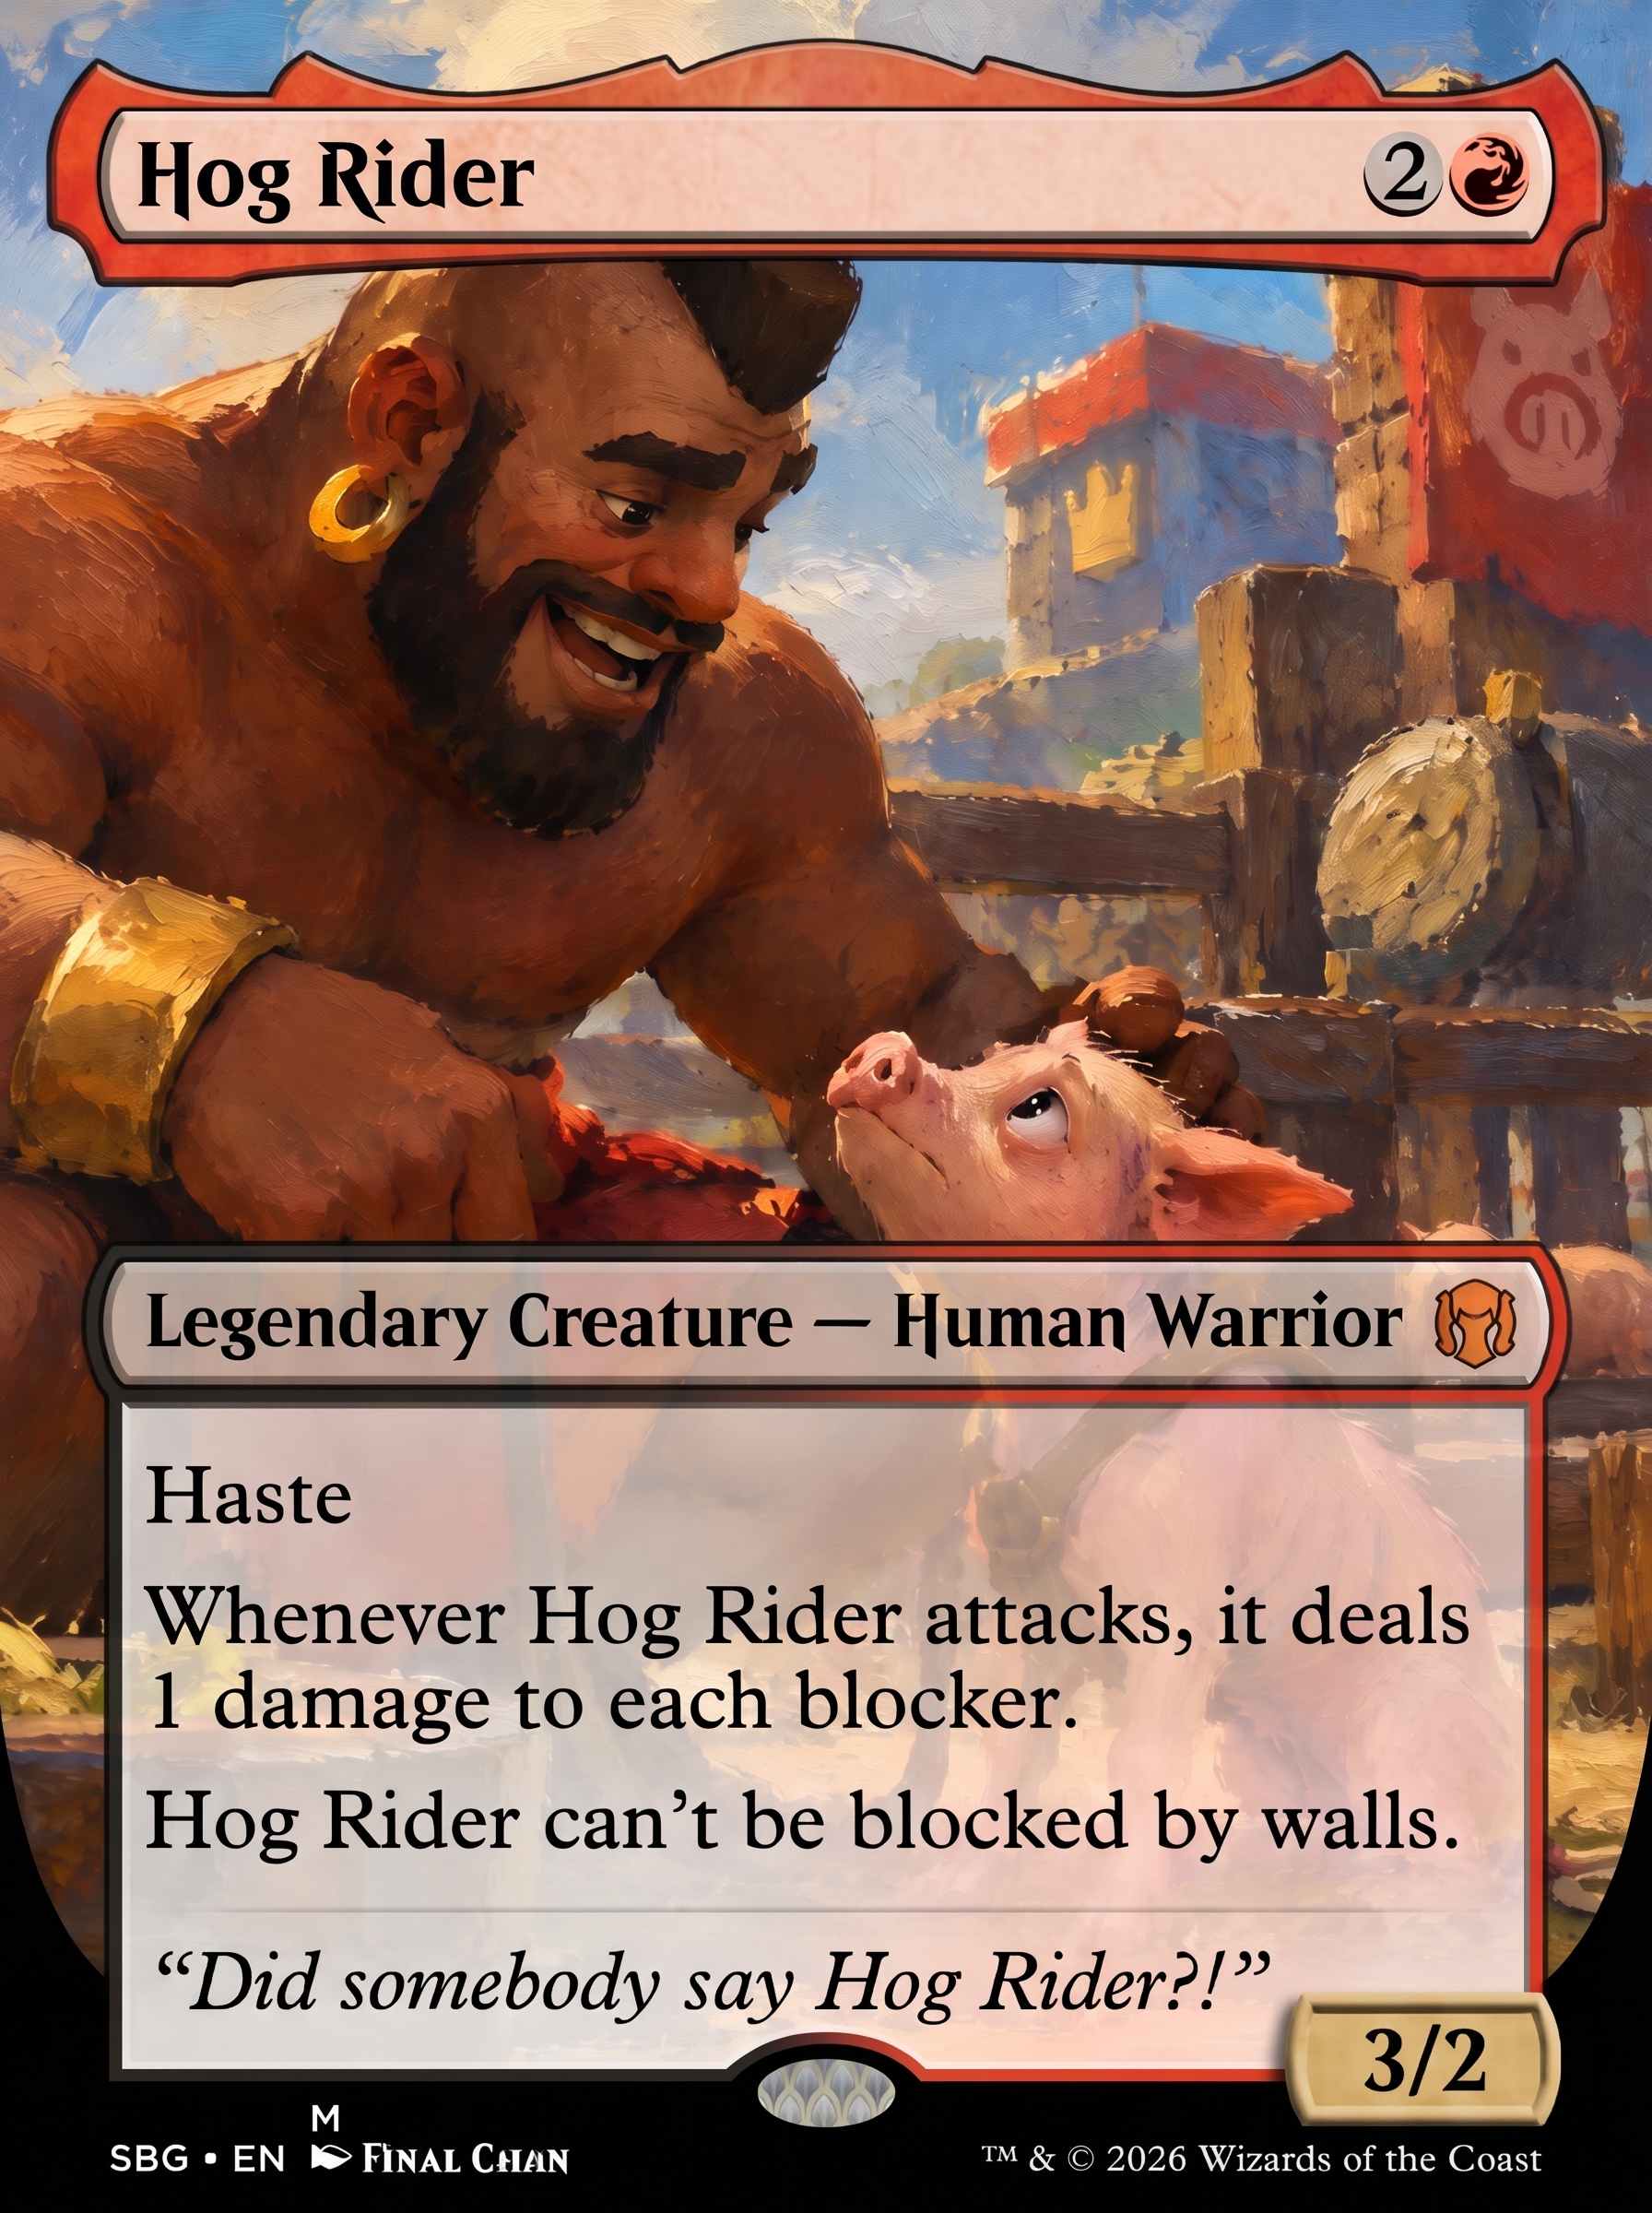 Hog Rider 2
Legendary Creature — Human Warrior
Haste
Whenever Hog Rider attacks, it deals
1 damage to each blocker.
Hog Rider can’t be blocked by walls.
“Did somebody say Hog Rider?!”
3/2
M
SBG • EN FINAL CHAN
™ & © 2026 Wizards of the Coast